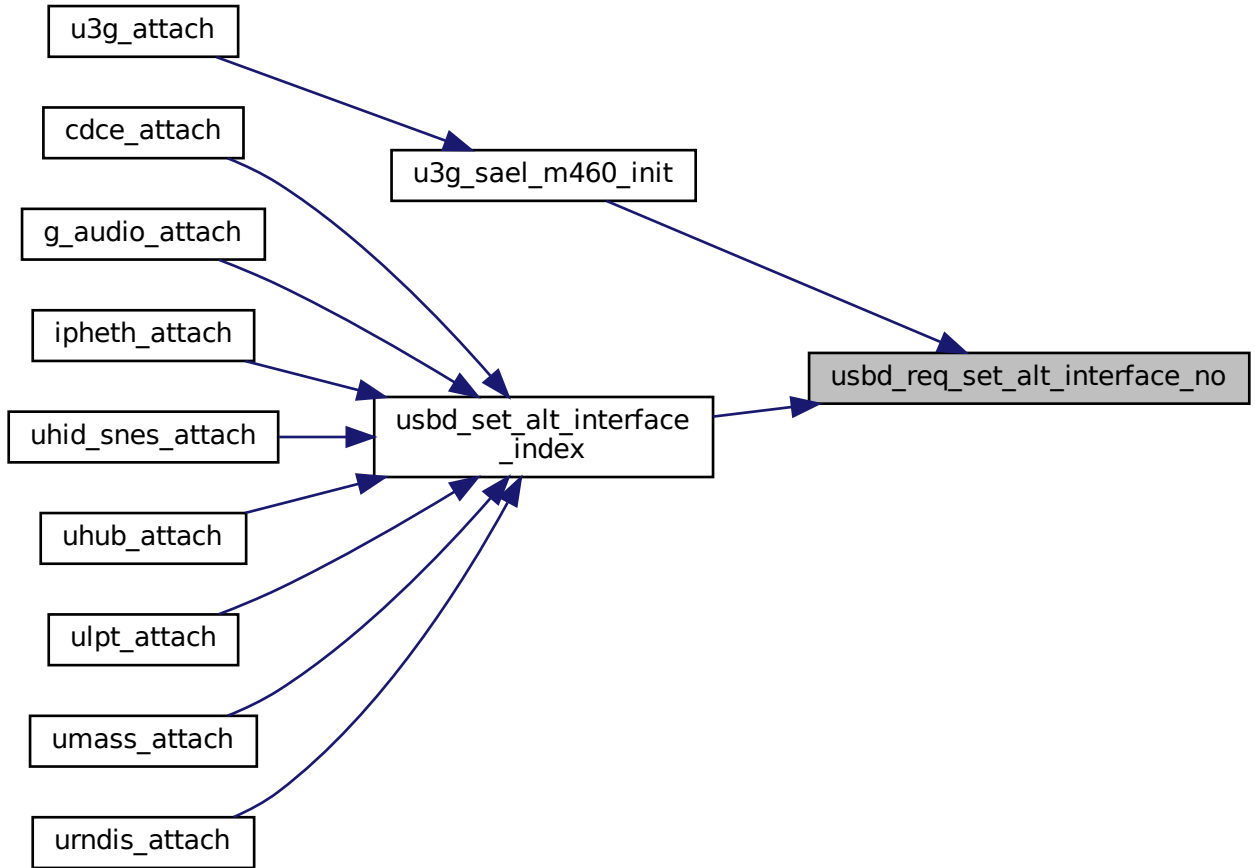 u3g_attach
cdce_attach
u3g_sael_m460_init
g_audio_attach
ipheth_attach
usbd_req_set_alt_interface_no
uhid_snes_attach
usbd_set_alt_interface
_index
uhub_attach
ulpt_attach
umass_attach
urndis_attach